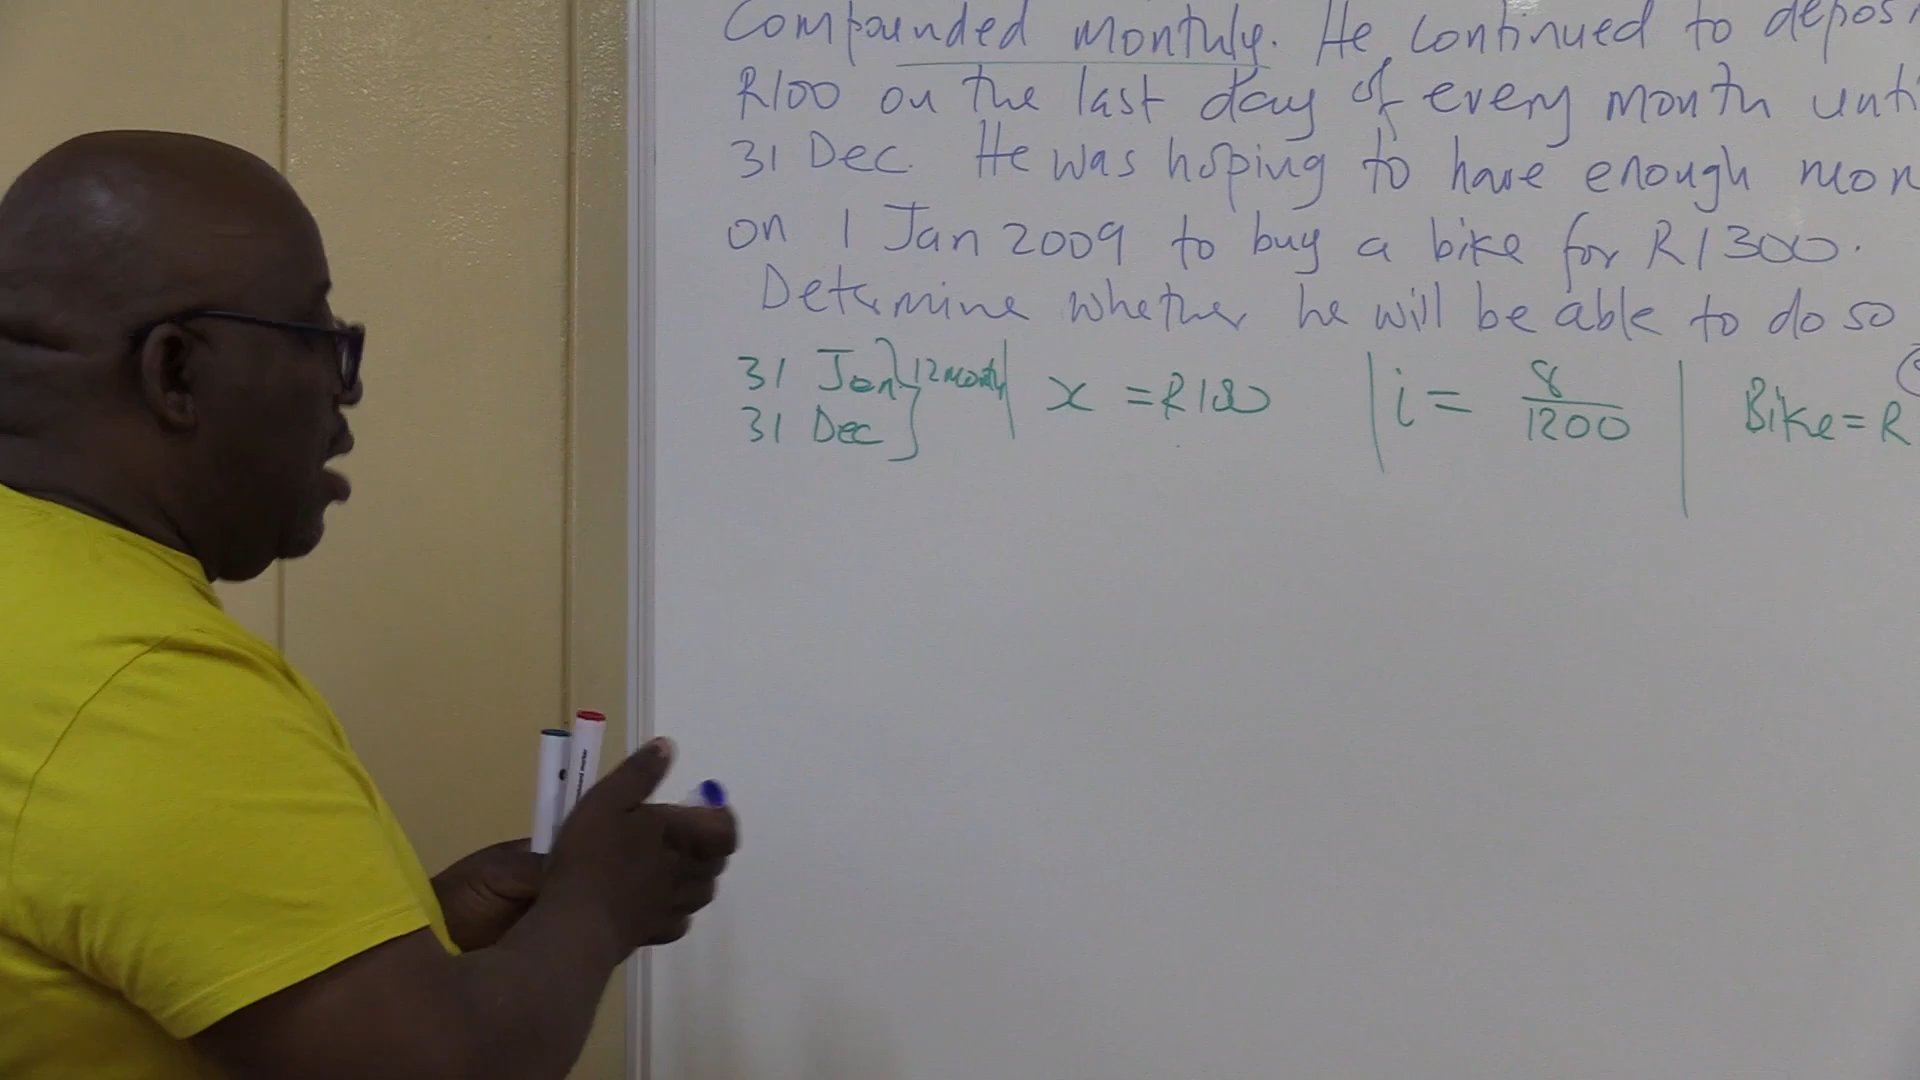 Compounded monthly. He continued to deposi
R100 on the last day of every month unti
31 Dec. He was hoping to have enough mon
on 1 Jan 2009 to buy a bike for R1300.
Determine whether he will be able to do so
31 Jan } 12 month | x = R100 | i = 8/1200 | Bike = R
31 Dec